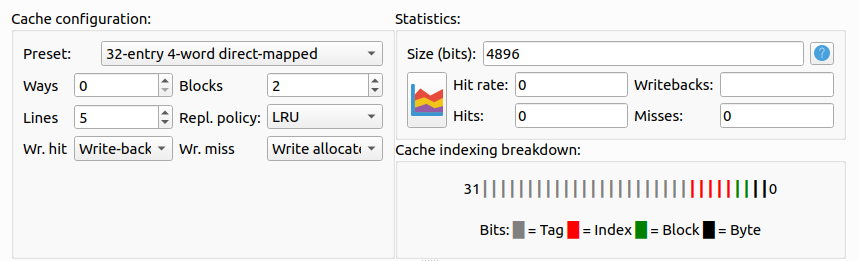 Cache configuration:
Preset: 32-entry 4-word direct-mapped
Ways 0 Blocks 2
Lines 5 Repl. policy: LRU
Wr. hit Write-back Wr. miss Write allocate
Statistics:
Size (bits): 4896 ?
Hit rate: 0 Writebacks:
Hits: 0 Misses: 0
Cache indexing breakdown:
31 0
Bits: = Tag = Index = Block = Byte